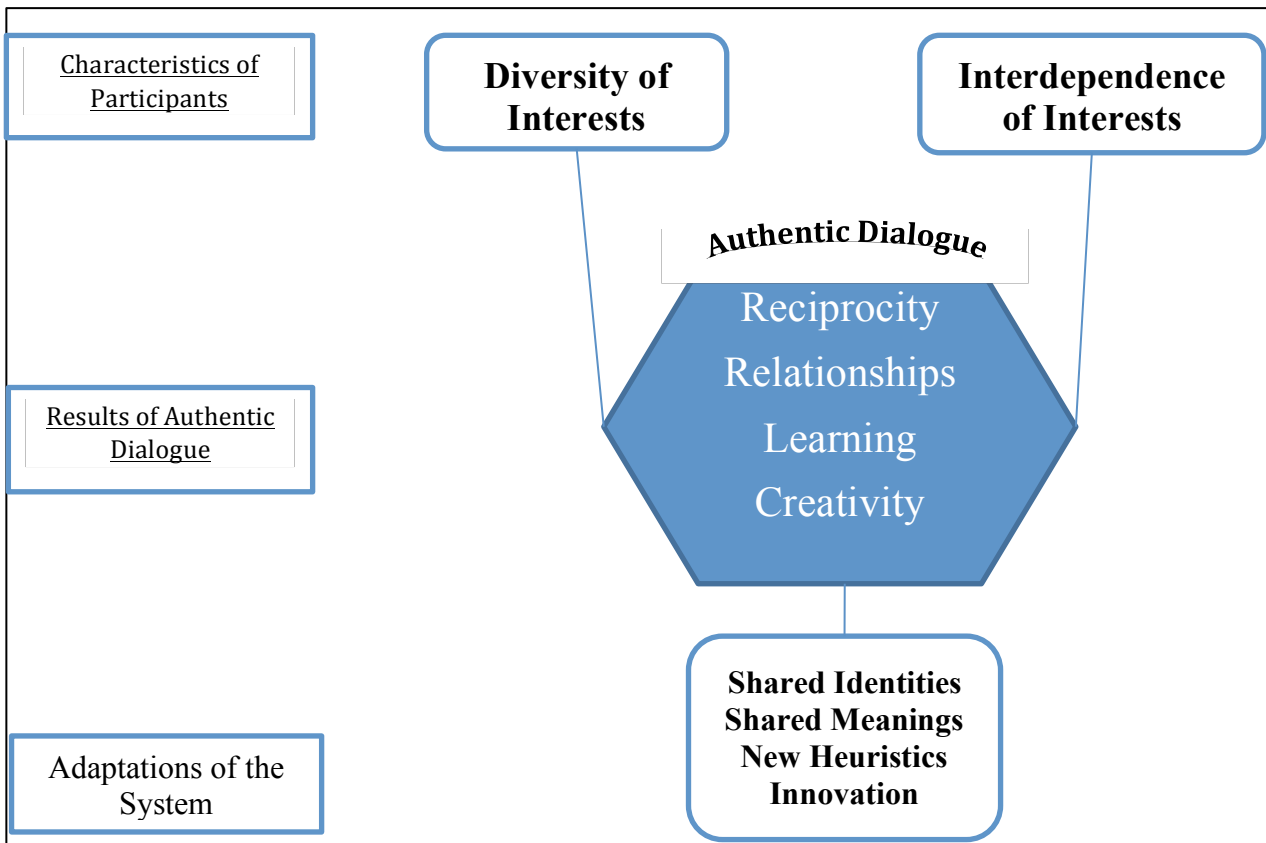 Characteristics of
Participants
Diversity of
Interests
Interdependence
of Interests
Authentic Dialogue
Reciprocity
Relationships
Learning
Creativity
Results of Authentic
Dialogue
Shared Identities
Shared Meanings
New Heuristics
Innovation
Adaptations of the
System